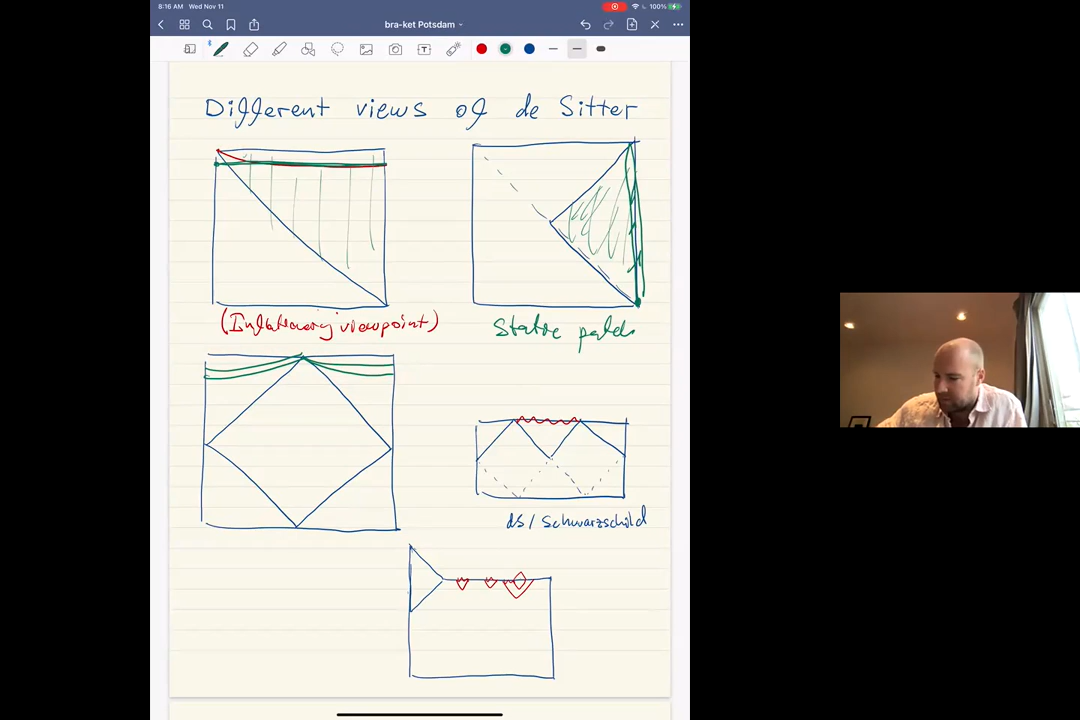 8:16 AM Wed Nov 11
100%
bra-ket Potsdam
Different views of de Sitter
(Inflationary viewpoint)
Static patch
dS / Schwarzschild